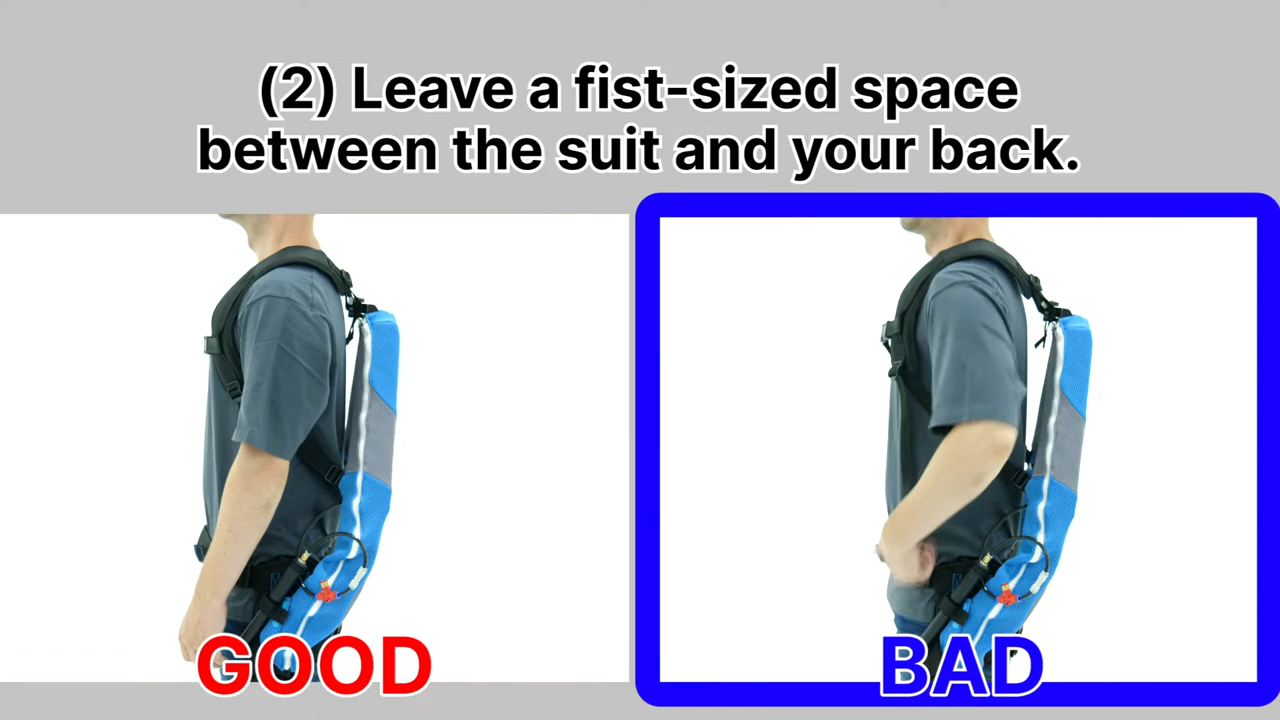 (2) Leave a fist-sized space
between the suit and your back.
GOOD
BAD